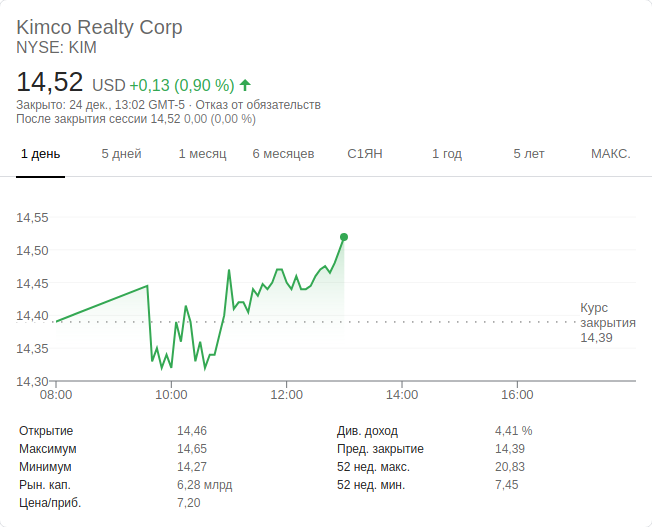 Kimco Realty Corp
NYSE: KIM
14,52 USD +0,13 (0,90 %)
Закрыто: 24 дек., 13:02 GMT-5 · Отказ от обязательств
После закрытия сессии 14,52 0,00 (0,00 %)
1 день 5 дней 1 месяц 6 месяцев С1ЯН 1 год 5 лет МАКС.
14,55
14,50
14,45
14,40
14,35
14,30
Курс
закрытия
14,39
08:00 10:00 12:00 14:00 16:00
Открытие 14,46 Див. доход 4,41 %
Максимум 14,65 Пред. закрытие 14,39
Минимум 14,27 52 нед. макс. 20,83
Рын. кап. 6,28 млрд 52 нед. мин. 7,45
Цена/приб. 7,20